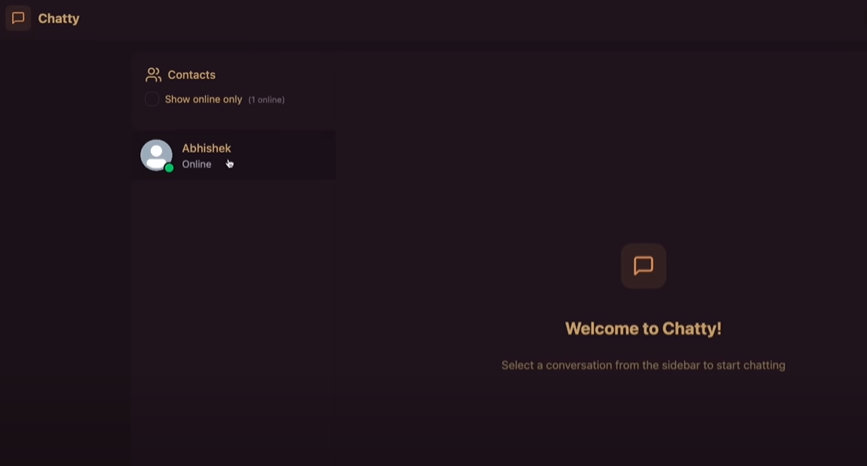 Chatty
Contacts
Show online only (1 online)
Abhishek
Online
Welcome to Chatty!
Select a conversation from the sidebar to start chatting